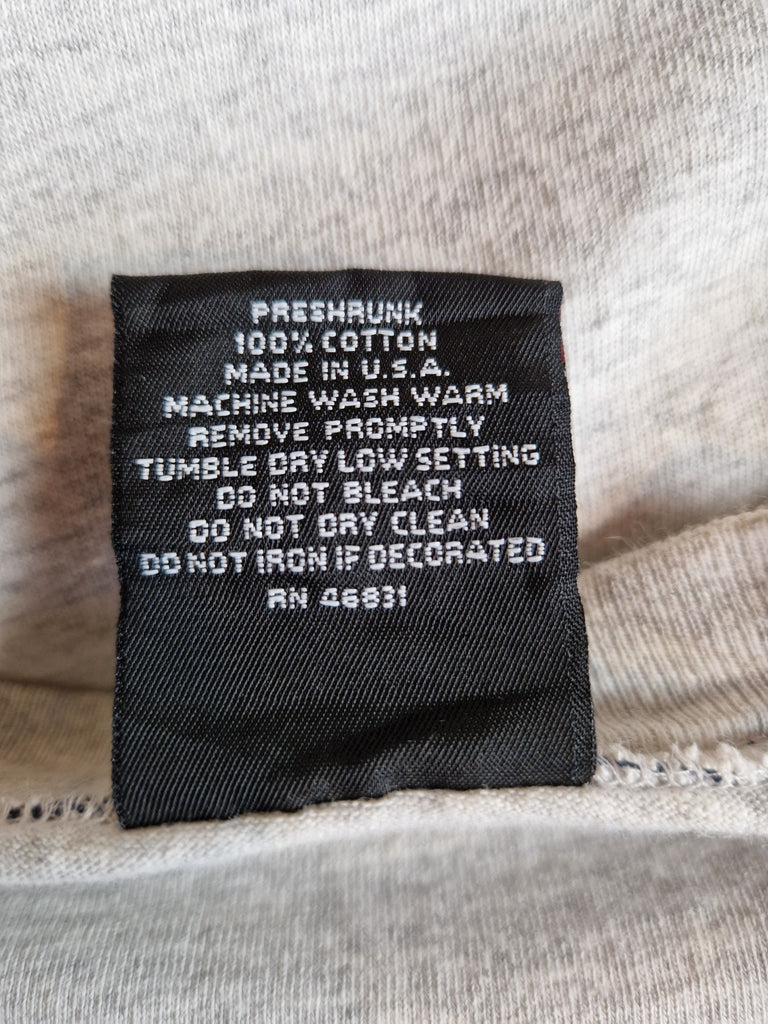 PRESHRUNK
100% COTTON
MADE IN U.S.A.
MACHINE WASH WARM
REMOVE PROMPTLY
TUMBLE DRY LOW SETTING
DO NOT BLEACH
DO NOT DRY CLEAN
DO NOT IRON IF DECORATED
RN 46831